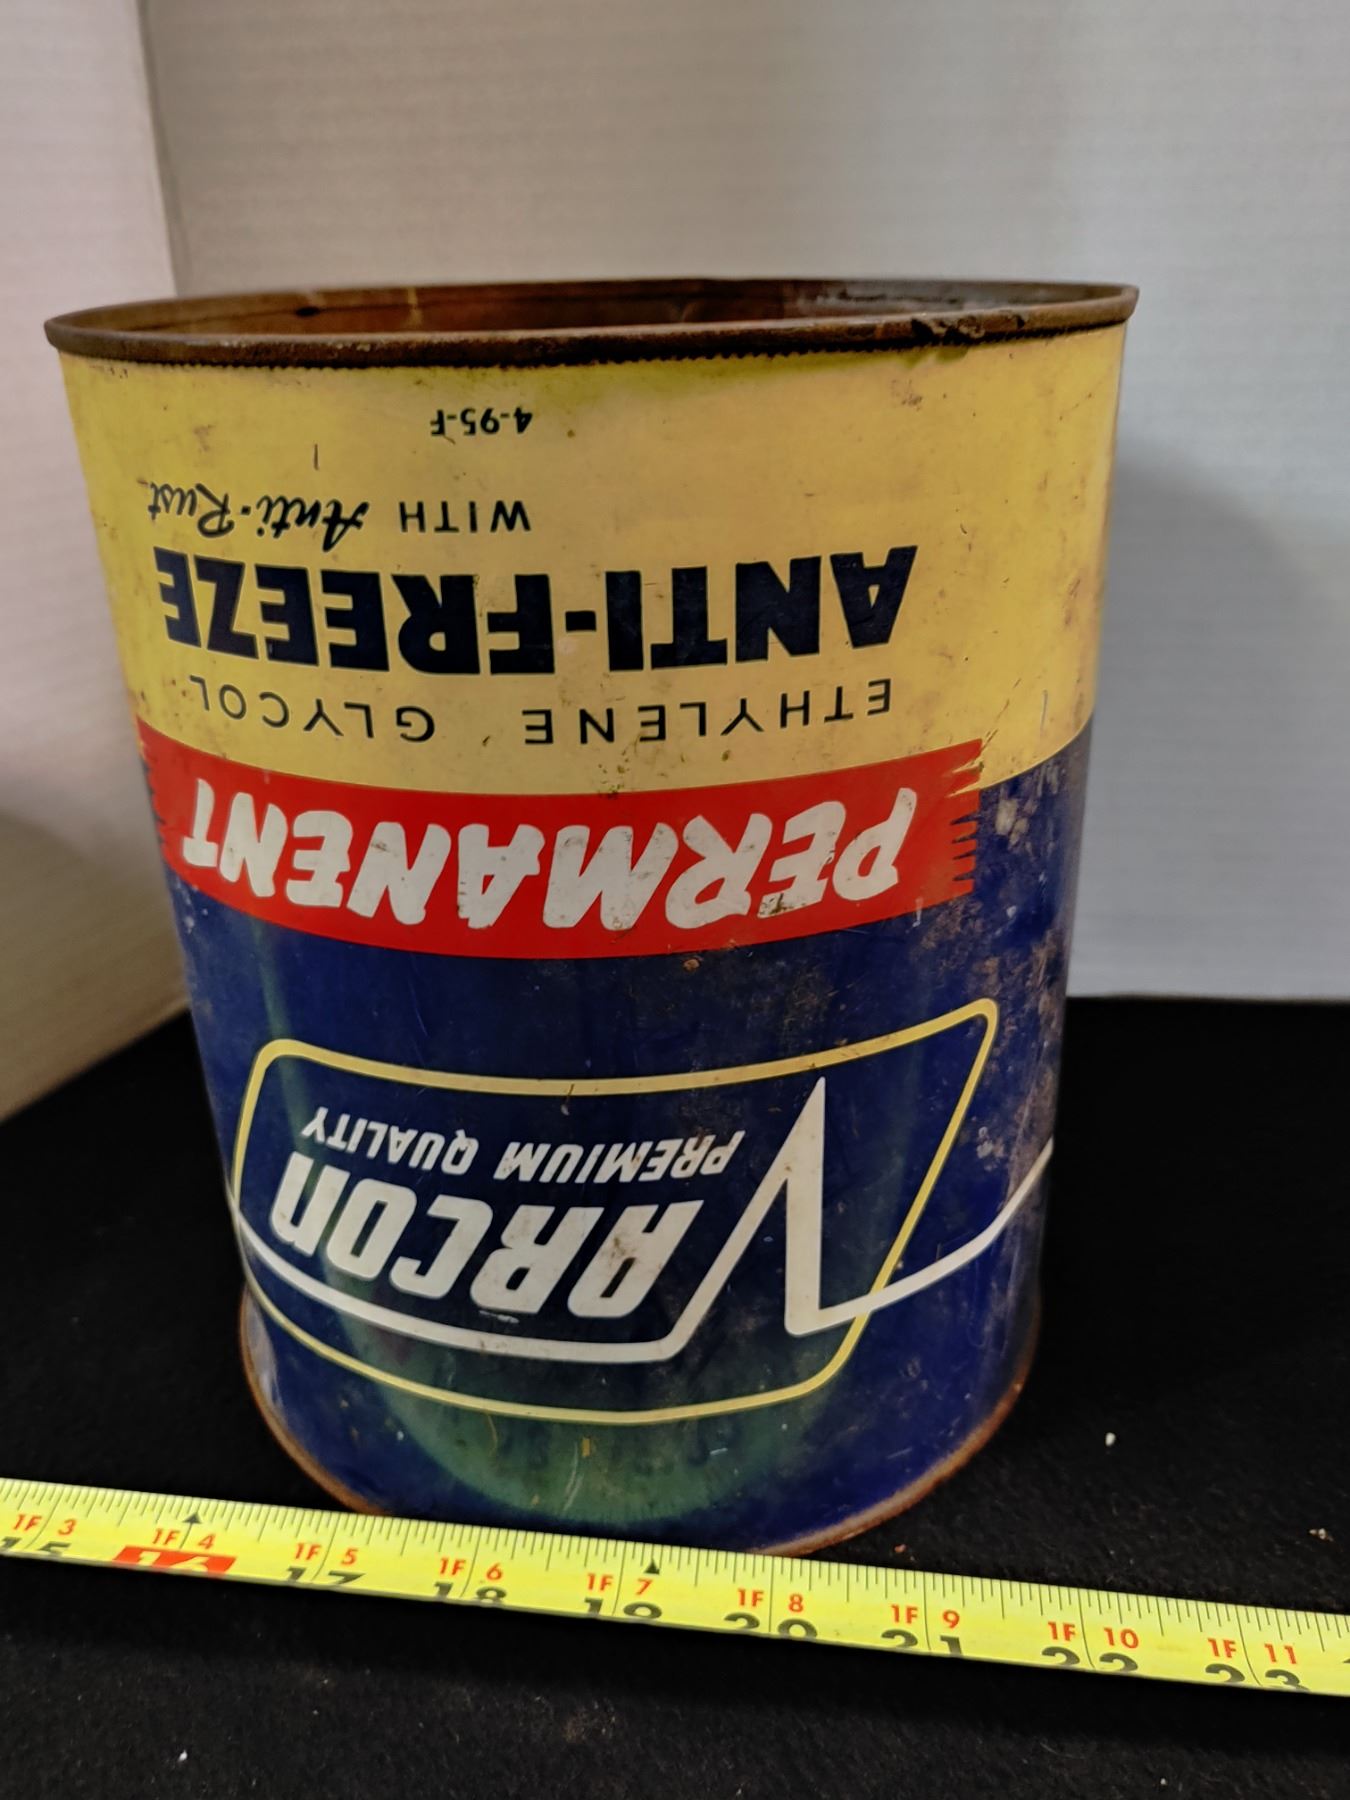 VARCON
PREMIUM QUALITY
PERMANENT
ETHYLENE GLYCOL
ANTI-FREEZE
WITH Anti-Rust
4-95-F
1F 3 1F 4 1F 5 1F 6 1F 7 1F 8 1F 9 1F 10 1F 11
15 16 17 18 19 20 21 22 23